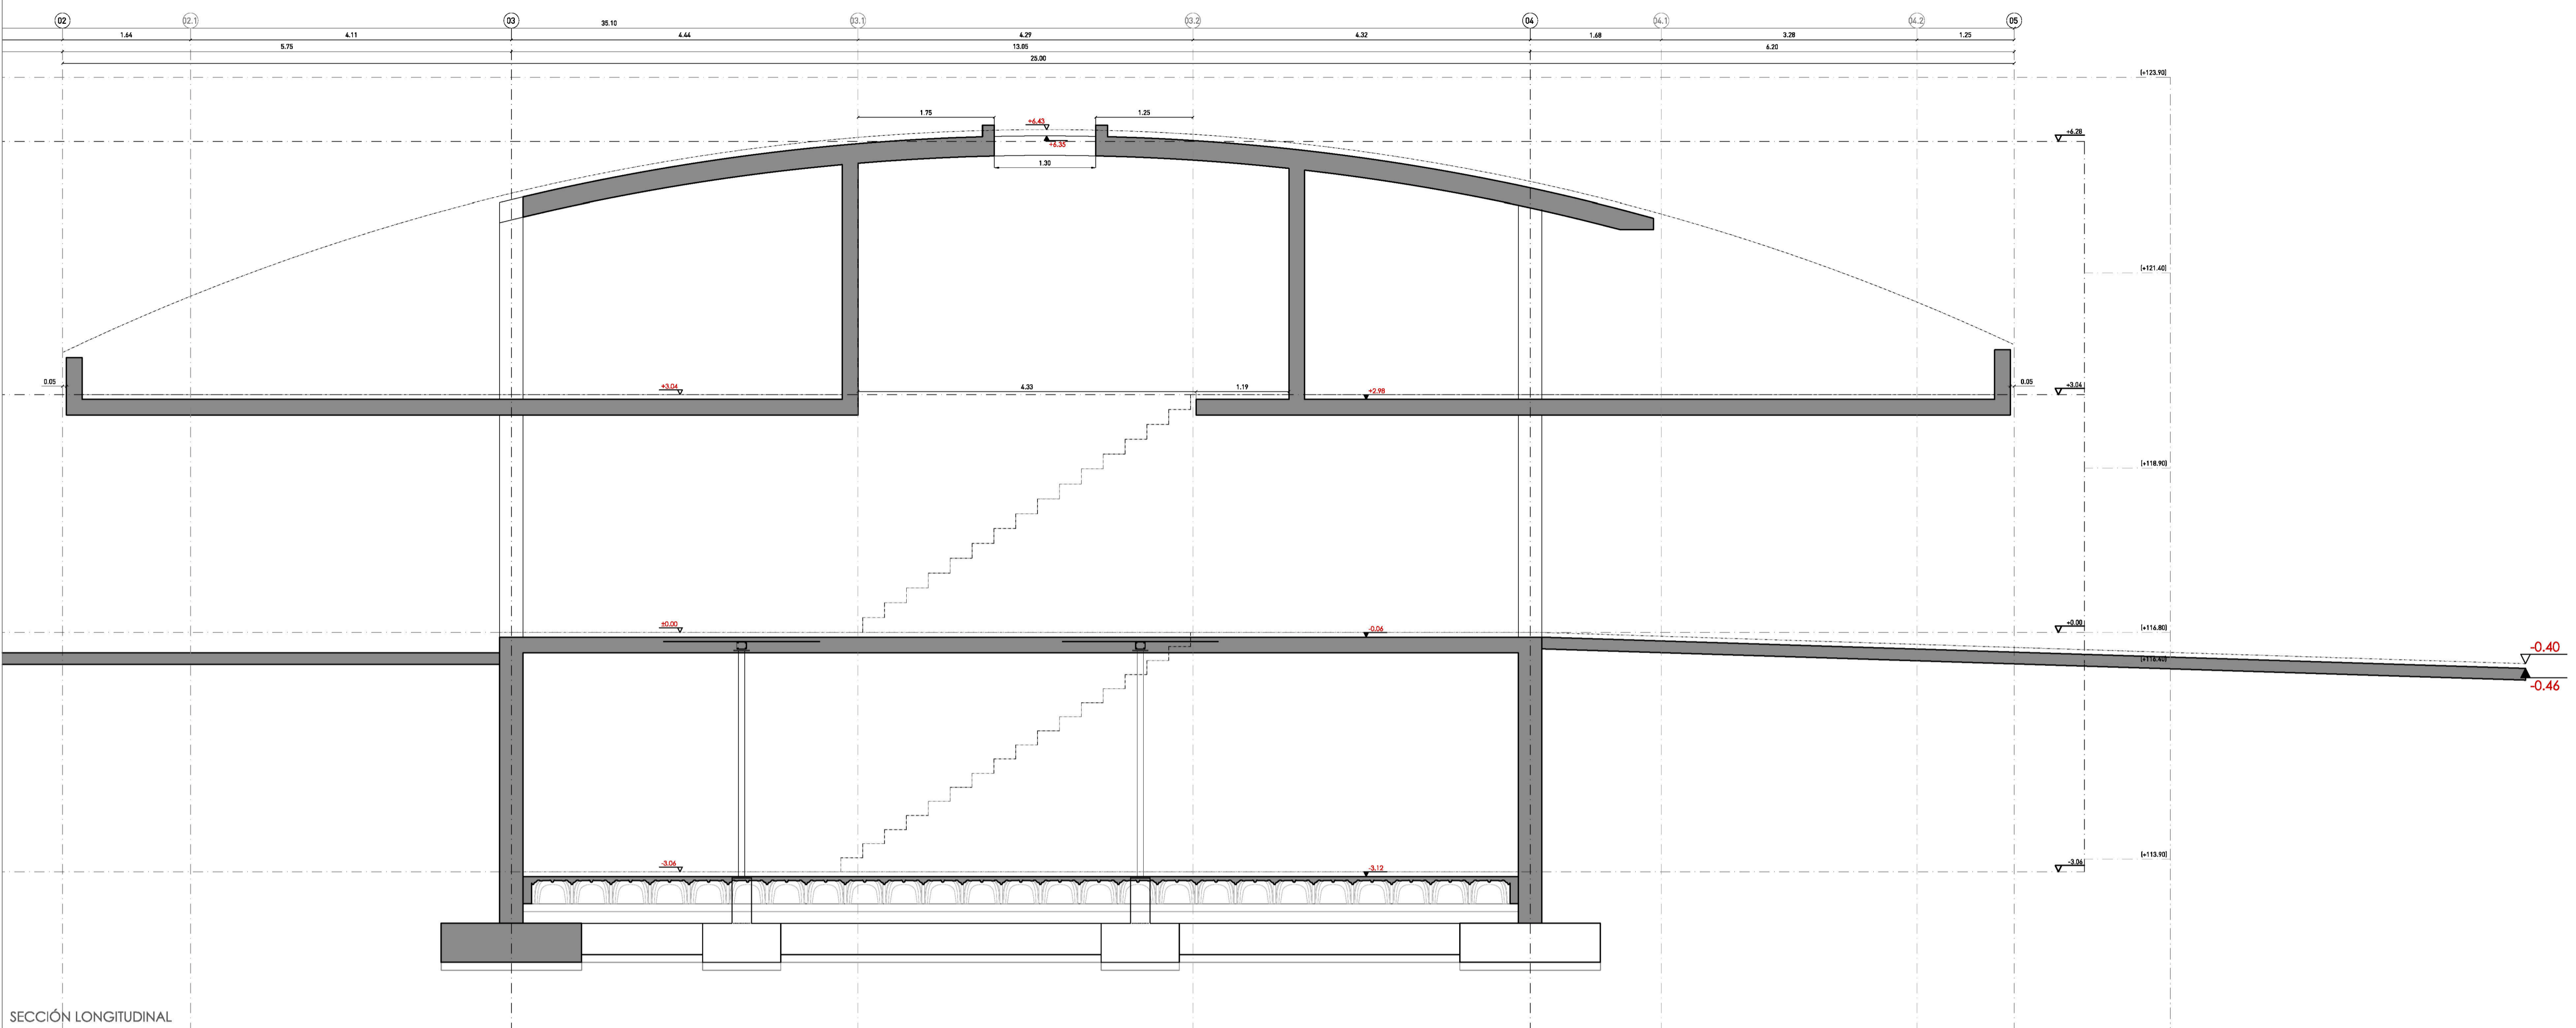 02 02.1 03 03.1 03.2 04 04.1 04.2 05
35.10
1.64 4.11 4.44 4.29 4.32 1.68 3.28 1.25
5.75 13.05 6.20
25.00
(+123.90)
1.75 1.25
+6.43
+6.28
+6.35
1.30
(+121.40)
0.05 0.05
+3.04 4.33 1.19 +2.98 +3.04
(+118.90)
±0.00 -0.06 +0.00
(+116.80)
-0.40
(+116.40)
-0.46
(+113.90)
-3.06 -3.12 -3.06
SECCIÓN LONGITUDINAL